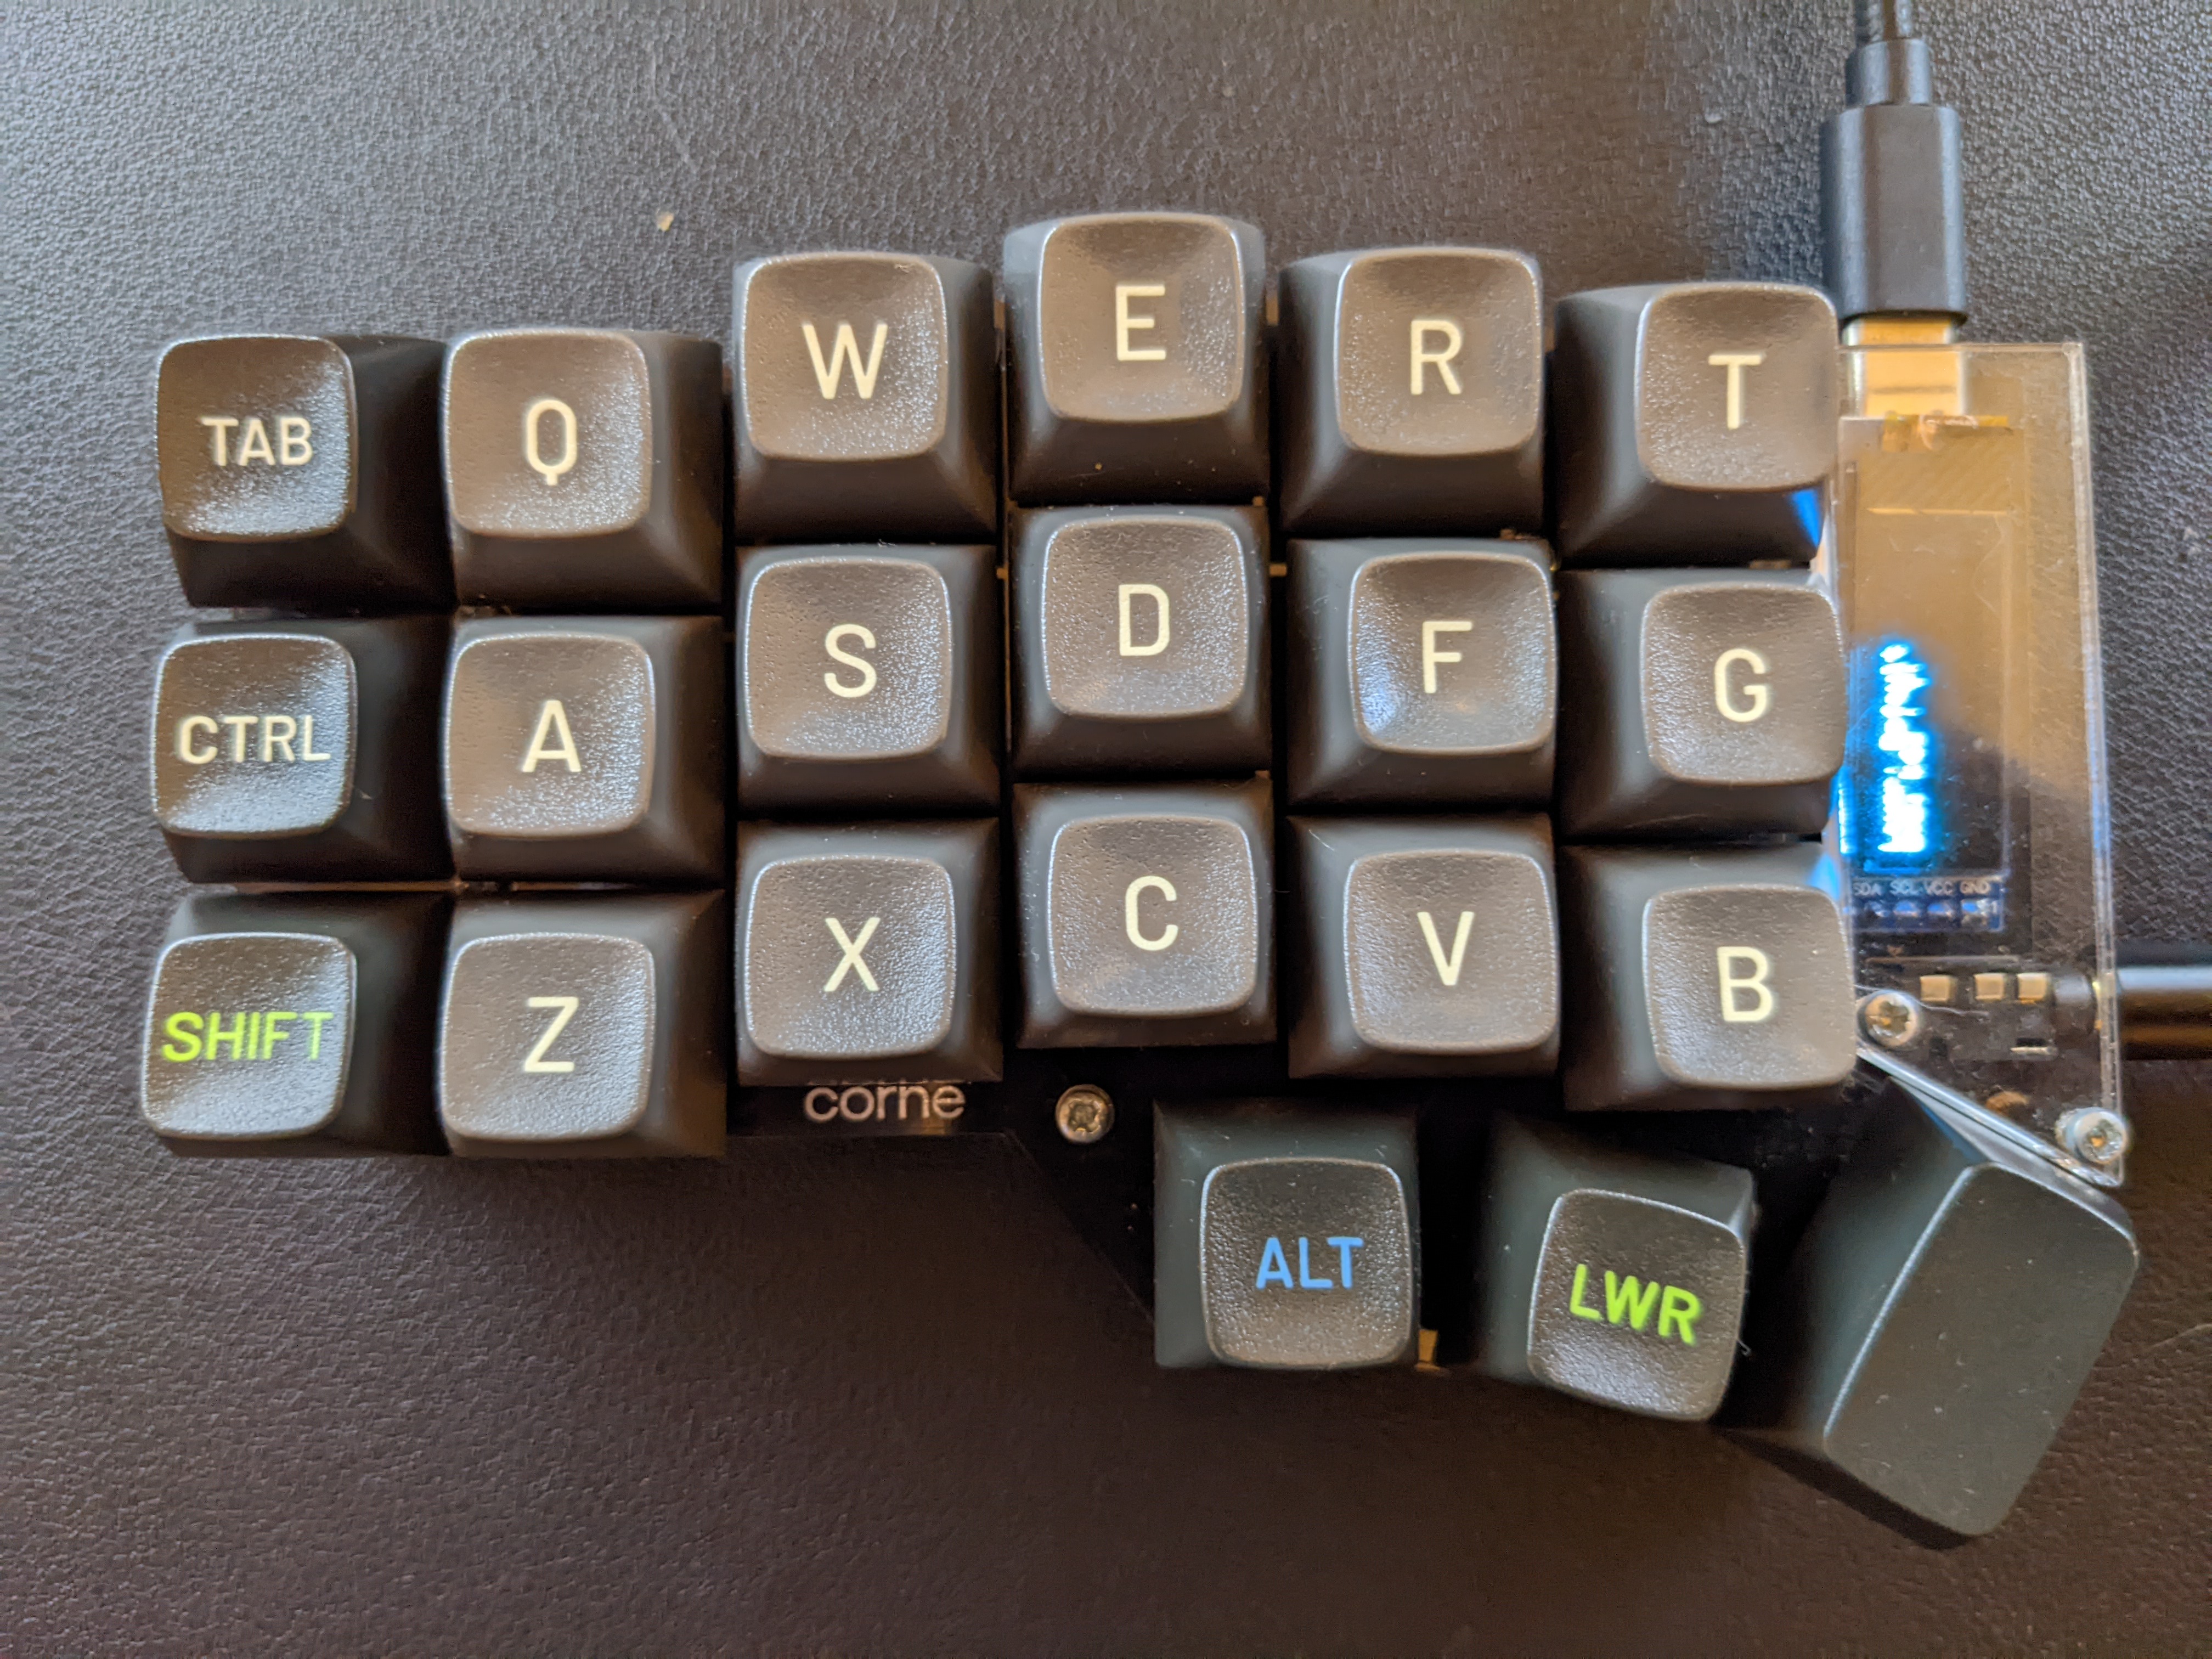 TAB Q W E R T
CTRL A S D F G
SHIFT Z X C V B
SDA SCL VCC GND
corne
ALT LWR